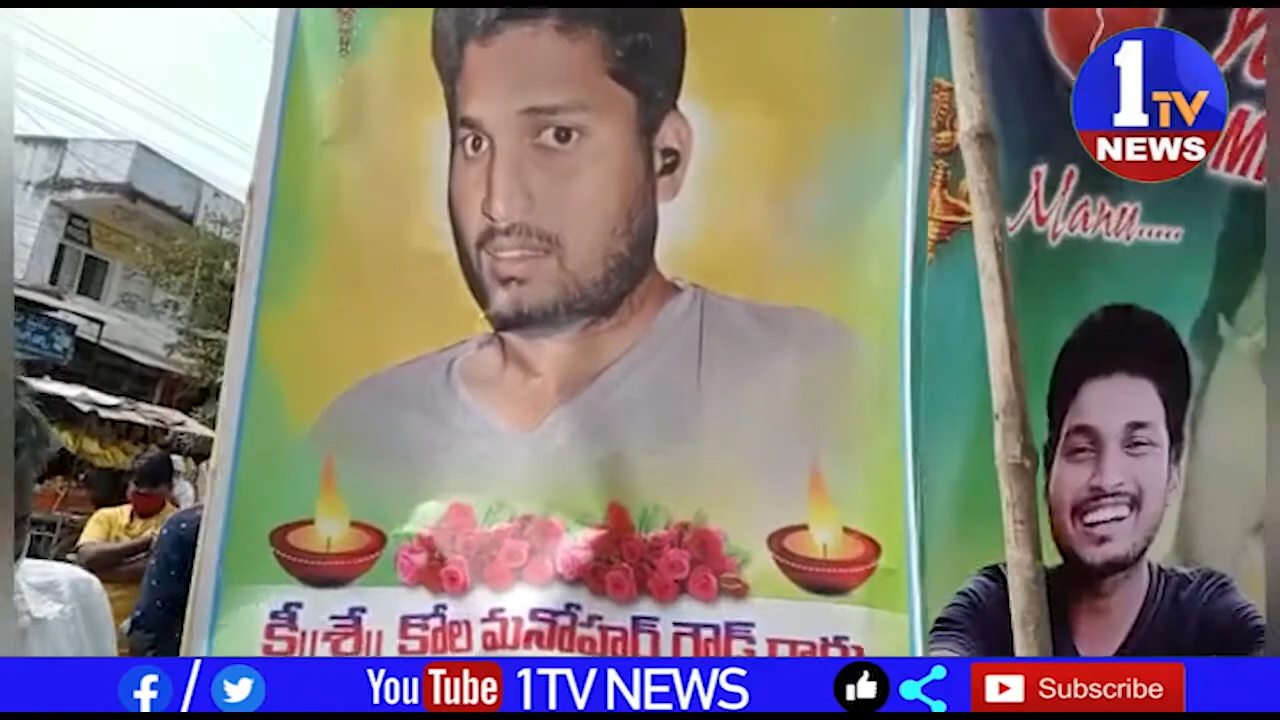 1TV
NEWS
Manu.....
కీ॥శే॥ కోల మనోహర్ గౌడ్ గారు
You Tube 1TV NEWS
Subscribe